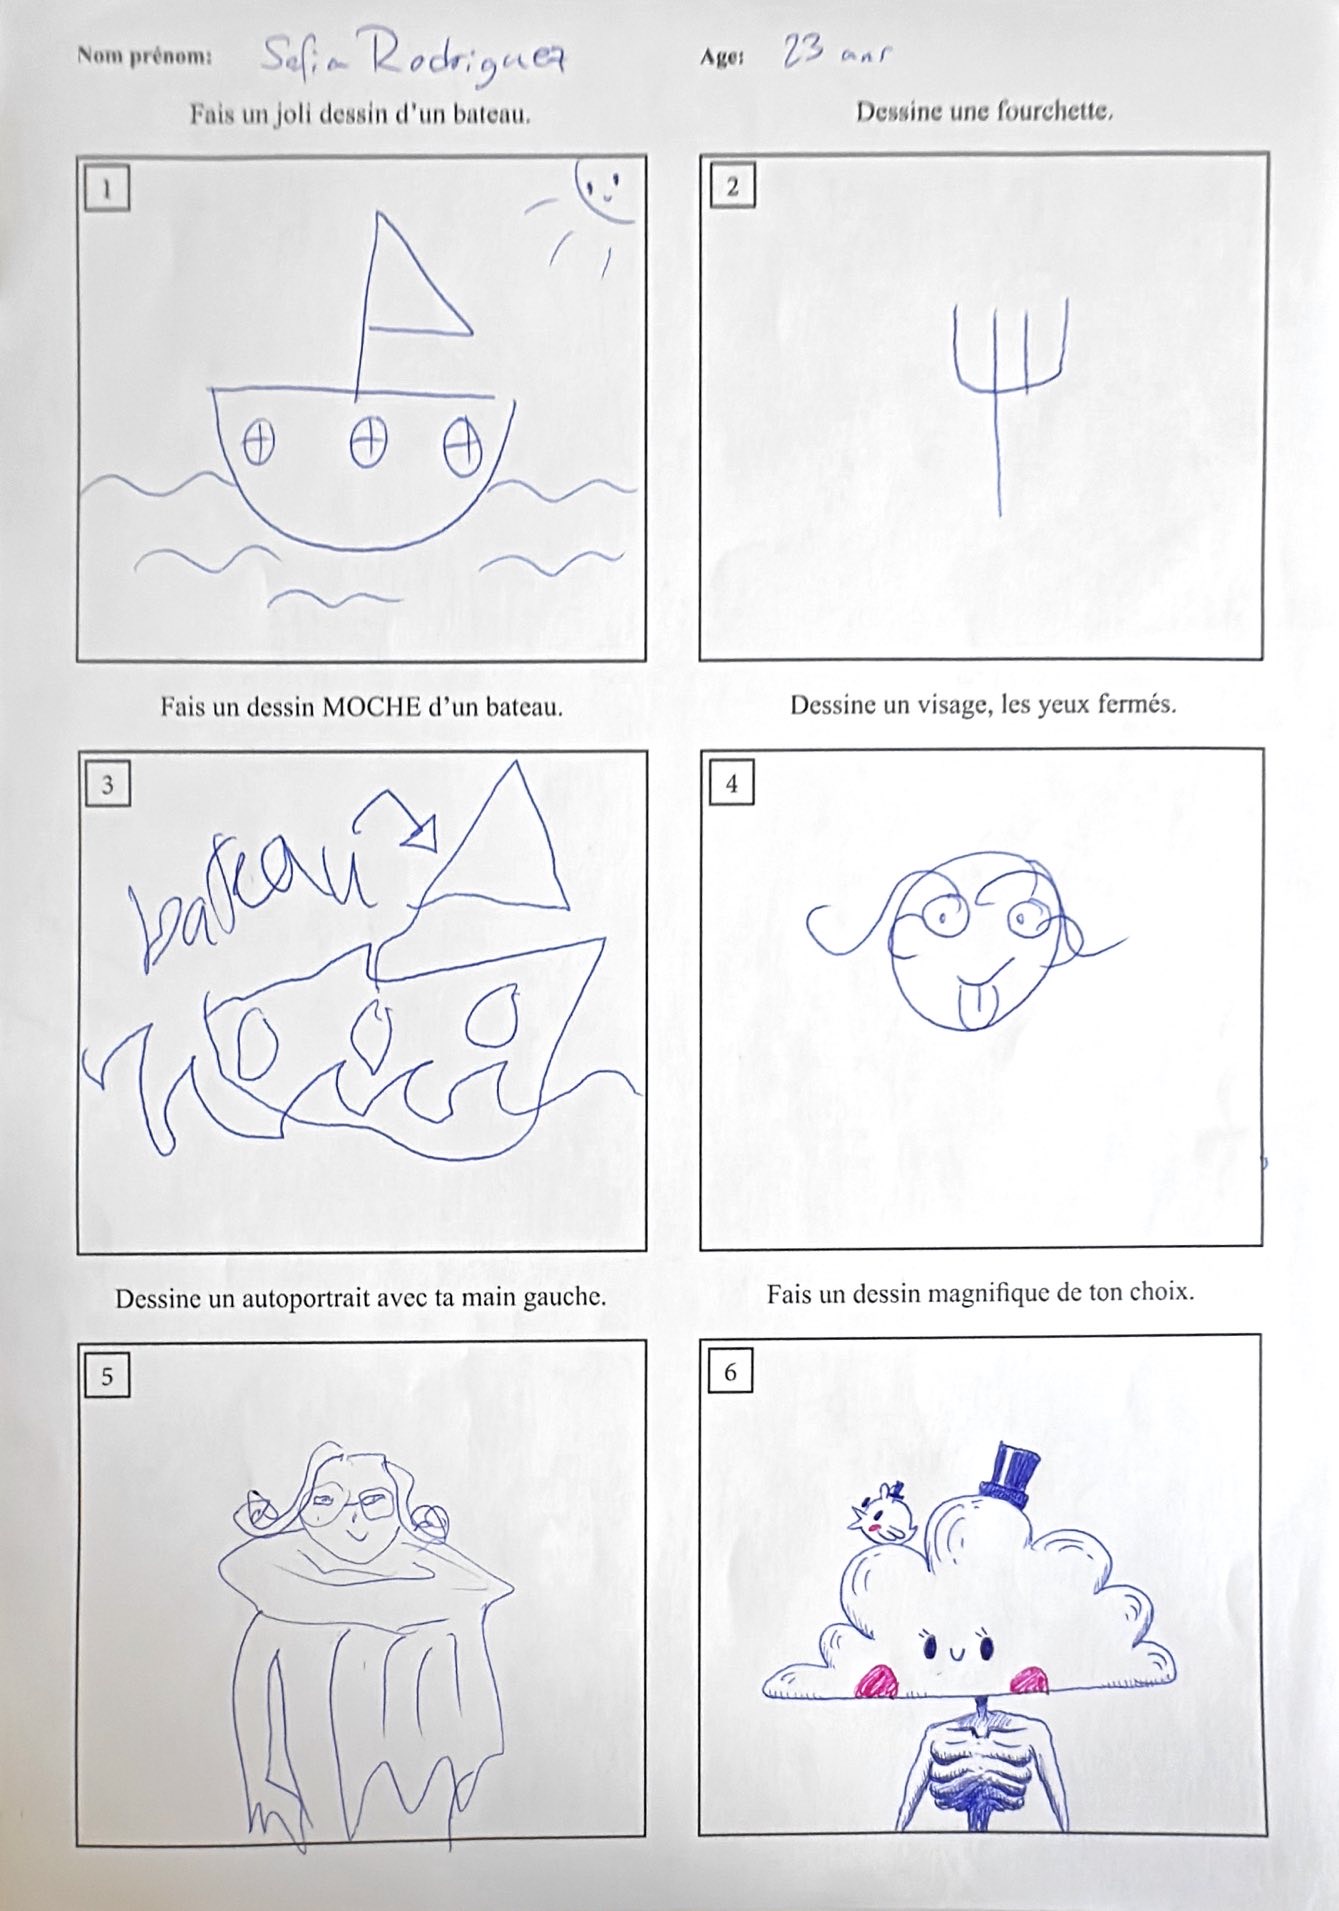 Nom prénom: Sofia Rodriguez Age: 23 ans
Fais un joli dessin d'un bateau. Dessine une fourchette.
1 2
Fais un dessin MOCHE d'un bateau. Dessine un visage, les yeux fermés.
3 4
bateau
Dessine un autoportrait avec ta main gauche. Fais un dessin magnifique de ton choix.
5 6